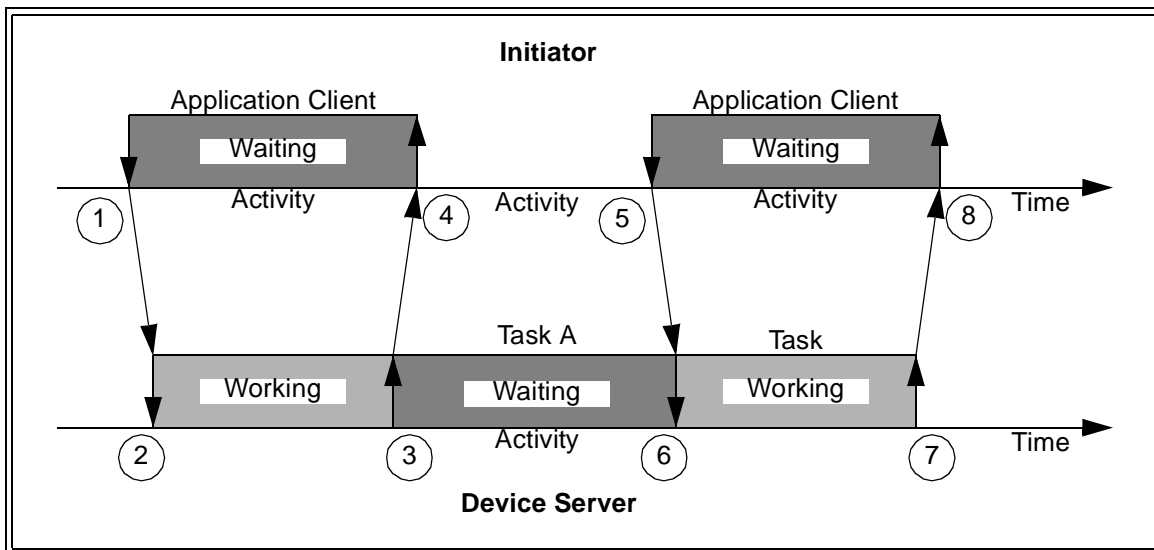 Initiator
Application Client Application Client
Waiting Waiting
Activity Activity Activity Time
1 4 5 8
Task A Task
Working Waiting Working
Activity Time
2 3 6 7
Device Server